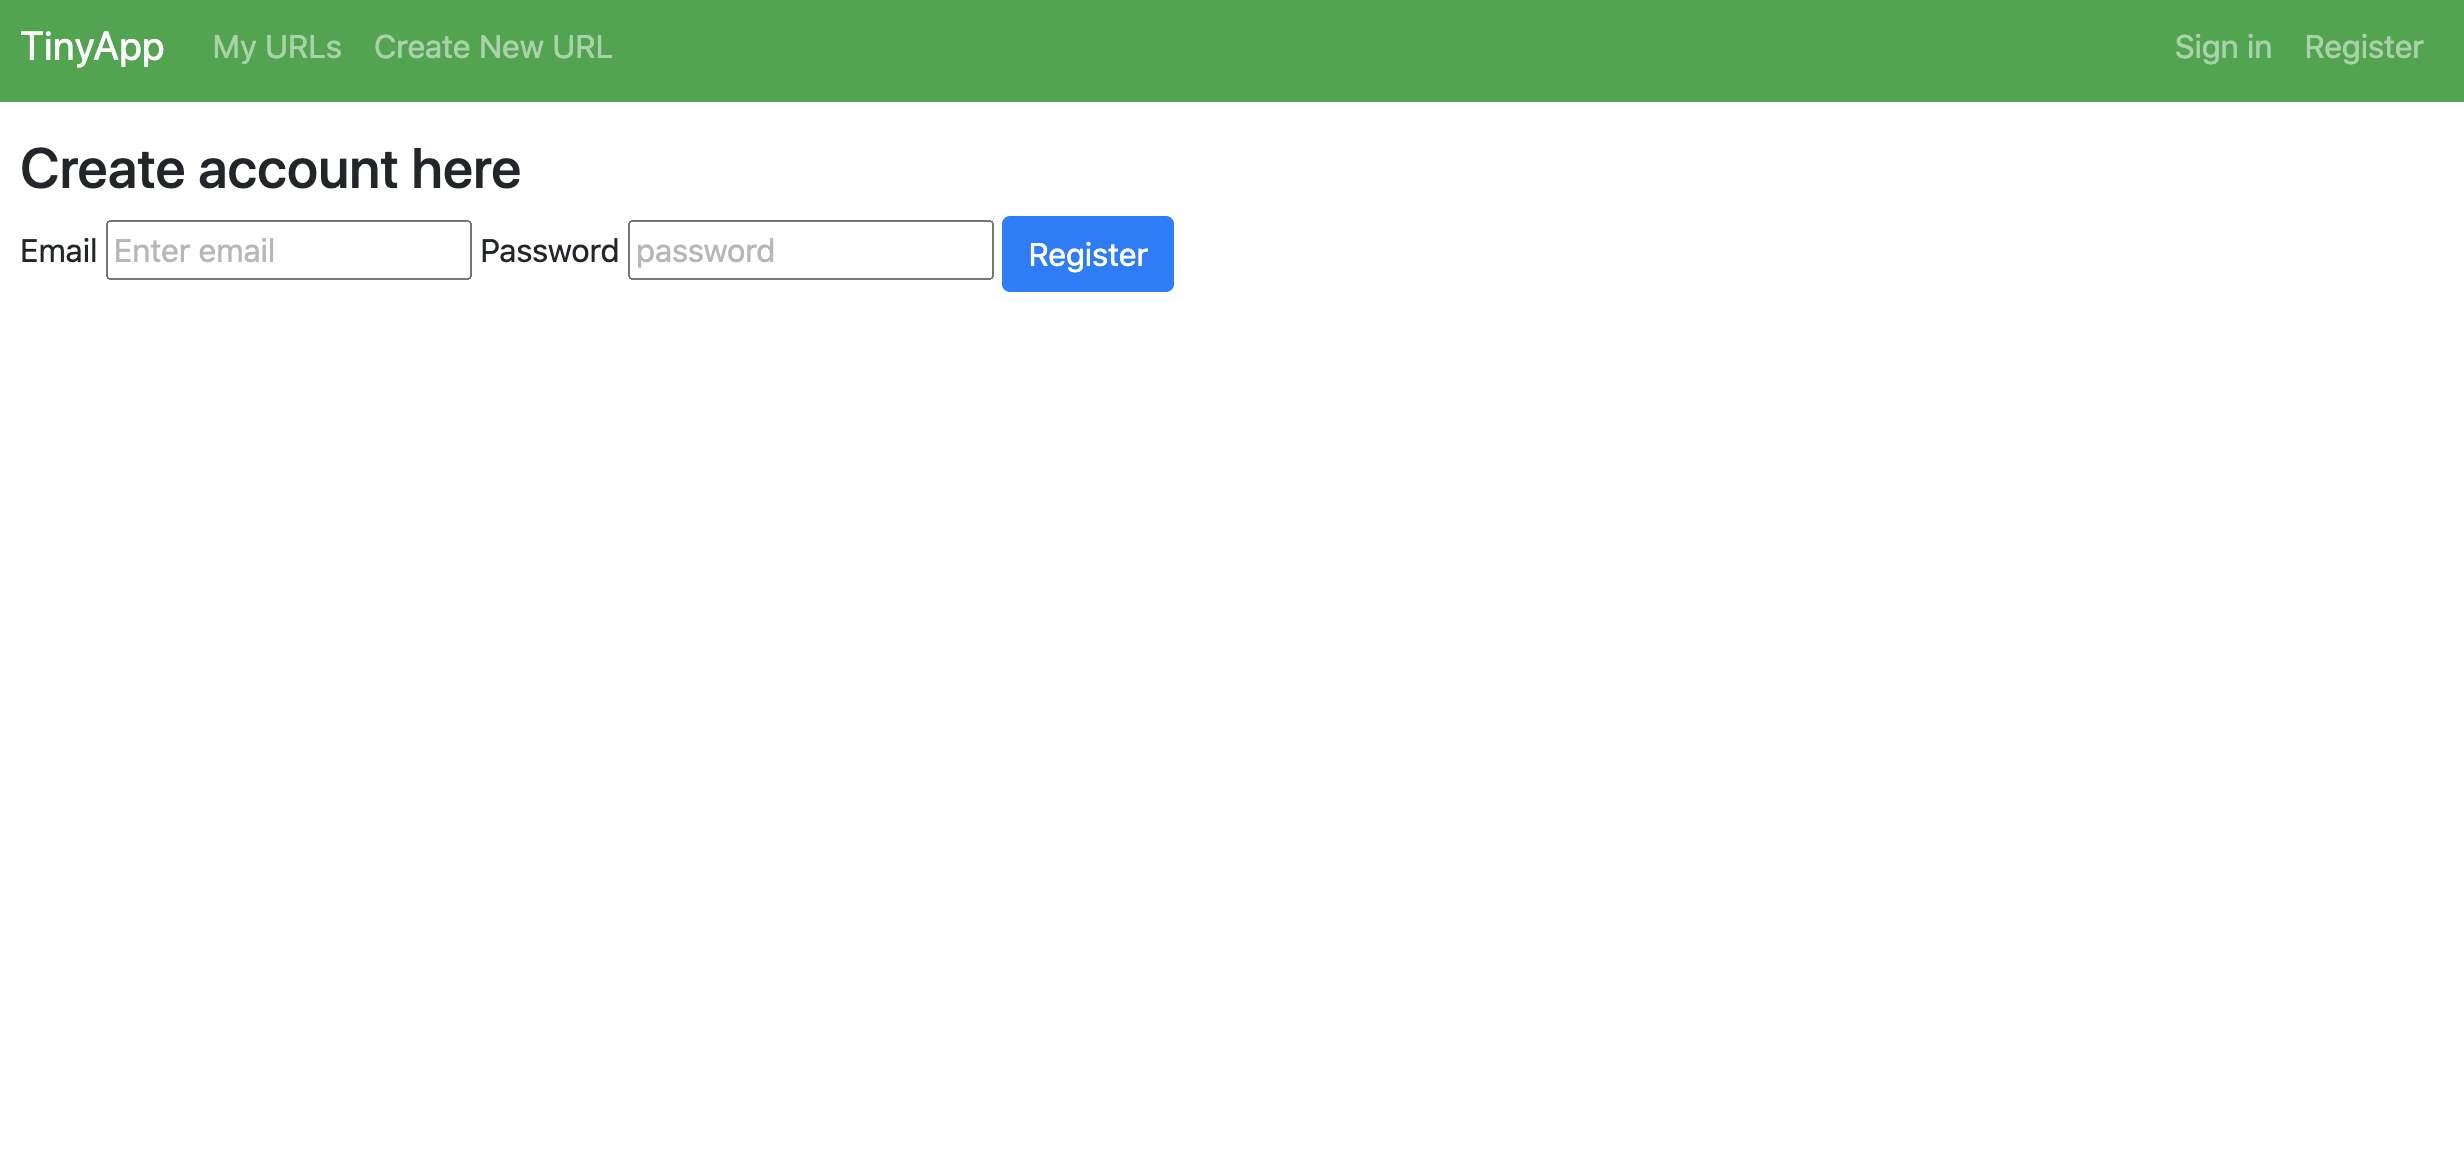 TinyApp My URLs Create New URL Sign in Register
Create account here
Email Enter email Password password Register